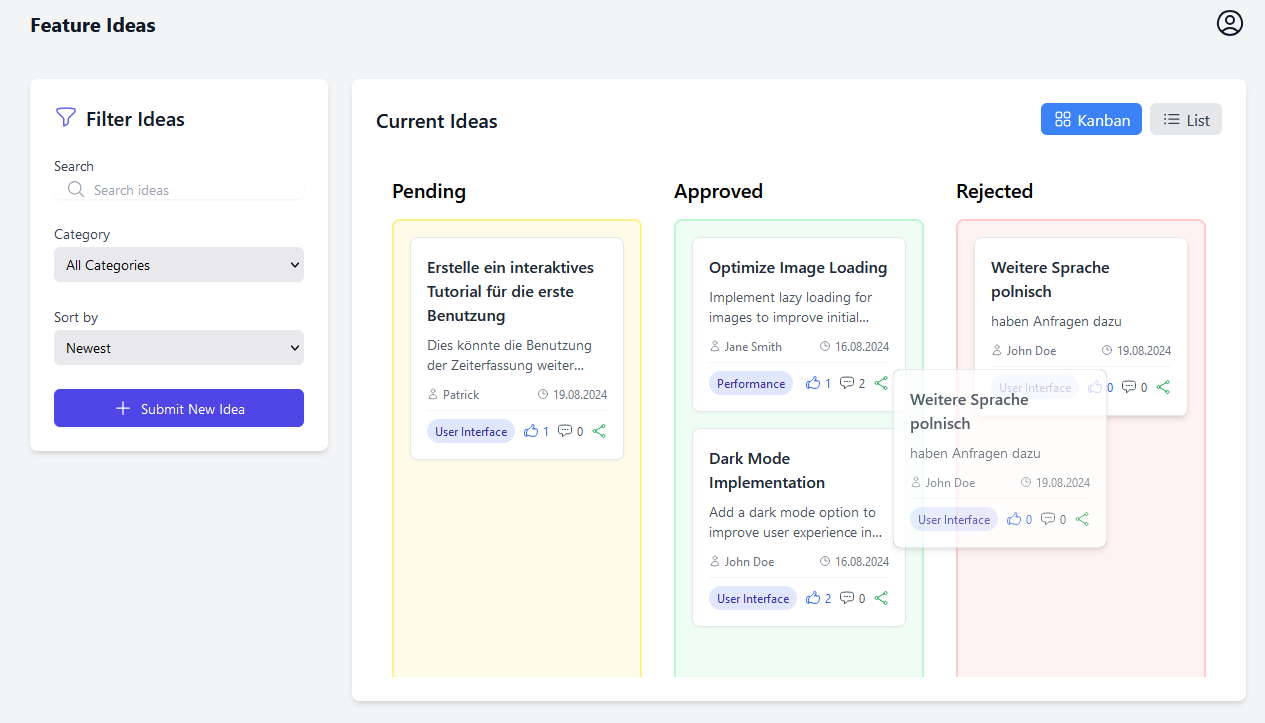 Feature Ideas
Filter Ideas
Search
Search ideas
Category
All Categories
Sort by
Newest
Submit New Idea
Current Ideas
Kanban
List
Pending
Erstelle ein interaktives
Tutorial für die erste
Benutzung
Dies könnte die Benutzung
der Zeiterfassung weiter...
Patrick 19.08.2024
User Interface 1 0
Approved
Optimize Image Loading
Implement lazy loading for
images to improve initial...
Jane Smith 16.08.2024
Performance 1 2
Dark Mode
Implementation
Add a dark mode option to
improve user experience in...
John Doe 16.08.2024
User Interface 2 0
Rejected
Weitere Sprache
polnisch
haben Anfragen dazu
John Doe 19.08.2024
User Interface 0 0
Weitere Sprache
polnisch
haben Anfragen dazu
John Doe 19.08.2024
User Interface 0 0